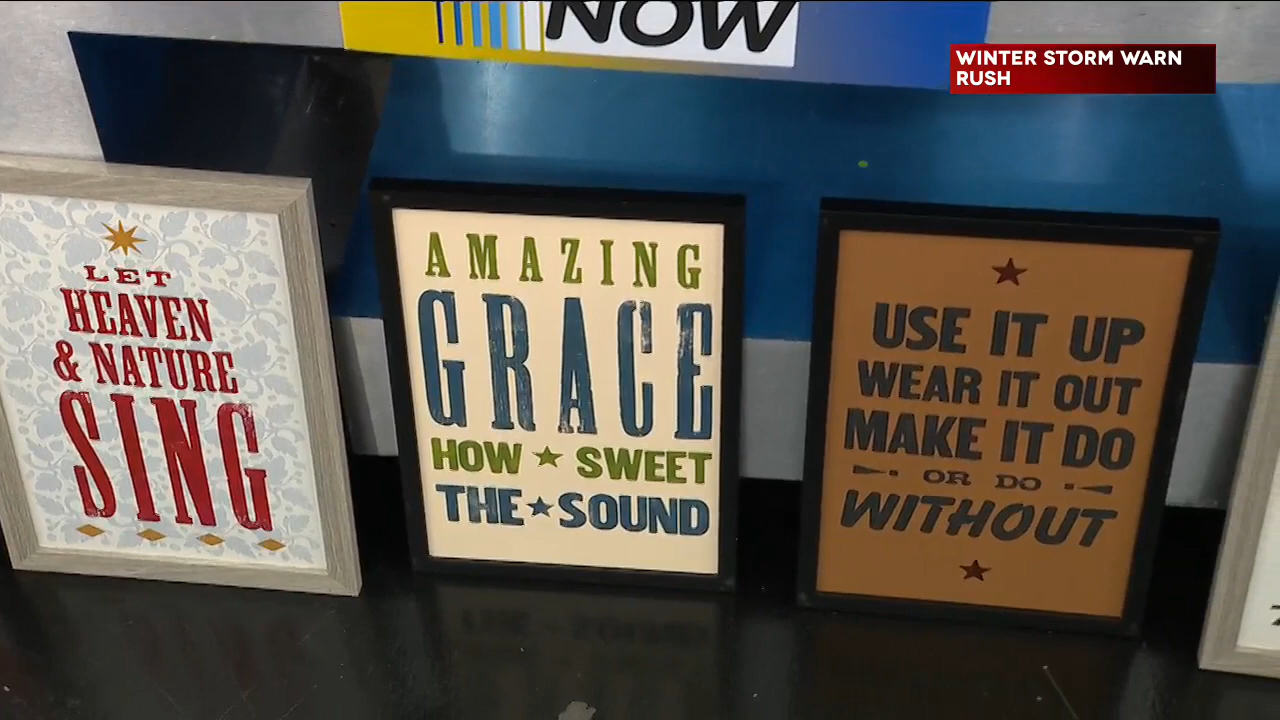 NOW
WINTER STORM WARN
RUSH
LET
HEAVEN
& NATURE
SING
AMAZING
GRACE
HOW ★ SWEET
THE ★ SOUND
USE IT UP
WEAR IT OUT
MAKE IT DO
OR DO
WITHOUT